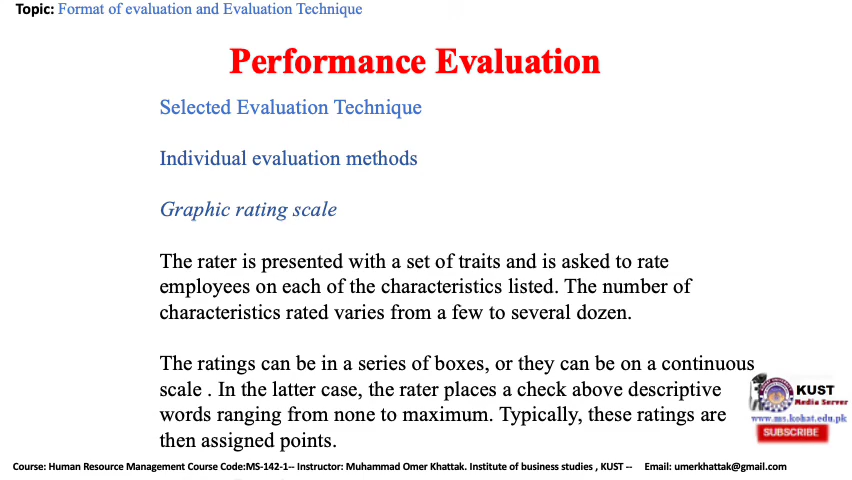 Topic: Format of evaluation and Evaluation Technique
Performance Evaluation
Selected Evaluation Technique
Individual evaluation methods
Graphic rating scale
The rater is presented with a set of traits and is asked to rate
employees on each of the characteristics listed. The number of
characteristics rated varies from a few to several dozen.
The ratings can be in a series of boxes, or they can be on a continuous
scale . In the latter case, the rater places a check above descriptive
words ranging from none to maximum. Typically, these ratings are
then assigned points.
KUST
Media Server
www.ms.kohat.edu.pk
SUBSCRIBE
Course: Human Resource Management Course Code:MS-142-1-- Instructor: Muhammad Omer Khattak. Institute of business studies , KUST -- Email: umerkhattak@gmail.com